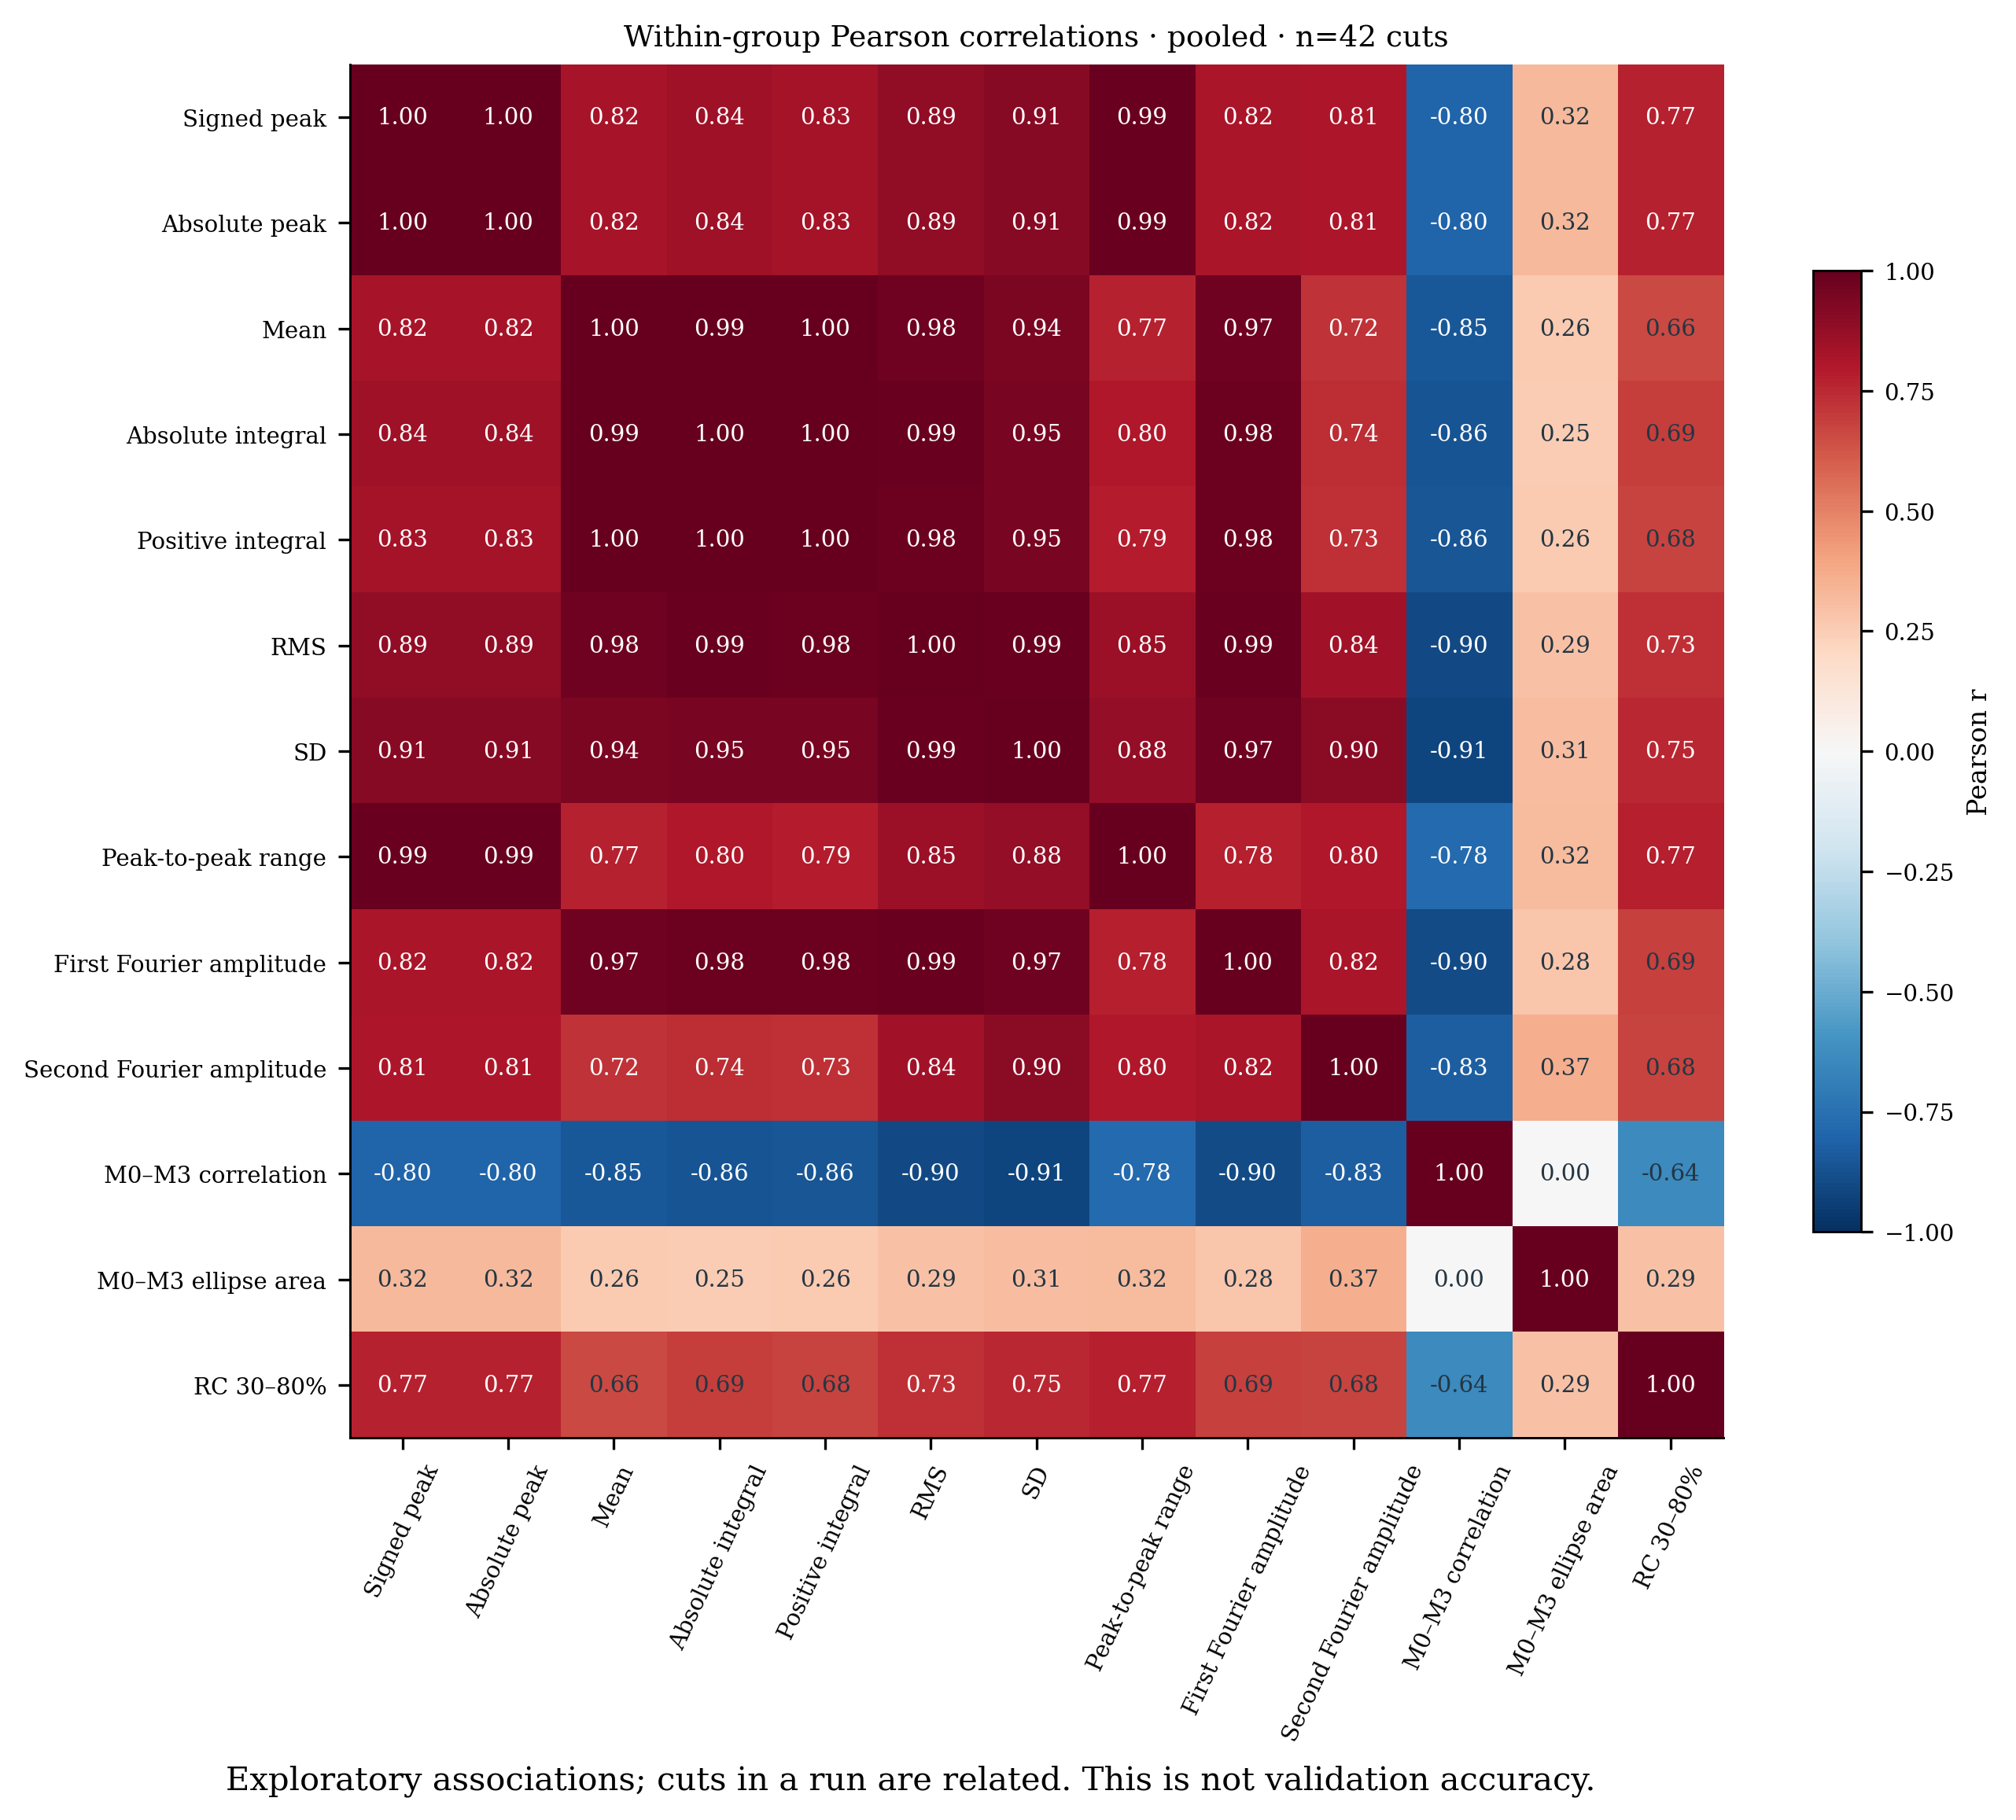 Within-group Pearson correlations · pooled · n=42 cuts
Signed peak 1.00 1.00 0.82 0.84 0.83 0.89 0.91 0.99 0.82 0.81 -0.80 0.32 0.77
Absolute peak 1.00 1.00 0.82 0.84 0.83 0.89 0.91 0.99 0.82 0.81 -0.80 0.32 0.77
Mean 0.82 0.82 1.00 0.99 1.00 0.98 0.94 0.77 0.97 0.72 -0.85 0.26 0.66
Absolute integral 0.84 0.84 0.99 1.00 1.00 0.99 0.95 0.80 0.98 0.74 -0.86 0.25 0.69
Positive integral 0.83 0.83 1.00 1.00 1.00 0.98 0.95 0.79 0.98 0.73 -0.86 0.26 0.68
RMS 0.89 0.89 0.98 0.99 0.98 1.00 0.99 0.85 0.99 0.84 -0.90 0.29 0.73
SD 0.91 0.91 0.94 0.95 0.95 0.99 1.00 0.88 0.97 0.90 -0.91 0.31 0.75
Peak-to-peak range 0.99 0.99 0.77 0.80 0.79 0.85 0.88 1.00 0.78 0.80 -0.78 0.32 0.77
First Fourier amplitude 0.82 0.82 0.97 0.98 0.98 0.99 0.97 0.78 1.00 0.82 -0.90 0.28 0.69
Second Fourier amplitude 0.81 0.81 0.72 0.74 0.73 0.84 0.90 0.80 0.82 1.00 -0.83 0.37 0.68
M0–M3 correlation -0.80 -0.80 -0.85 -0.86 -0.86 -0.90 -0.91 -0.78 -0.90 -0.83 1.00 0.00 -0.64
M0–M3 ellipse area 0.32 0.32 0.26 0.25 0.26 0.29 0.31 0.32 0.28 0.37 0.00 1.00 0.29
RC 30–80% 0.77 0.77 0.66 0.69 0.68 0.73 0.75 0.77 0.69 0.68 -0.64 0.29 1.00
Signed peak
Absolute peak
Mean
Absolute integral
Positive integral
RMS
SD
Peak-to-peak range
First Fourier amplitude
Second Fourier amplitude
M0–M3 correlation
M0–M3 ellipse area
RC 30–80%
1.00
0.75
0.50
0.25
0.00
−0.25
−0.50
−0.75
−1.00
Pearson r
Exploratory associations; cuts in a run are related. This is not validation accuracy.